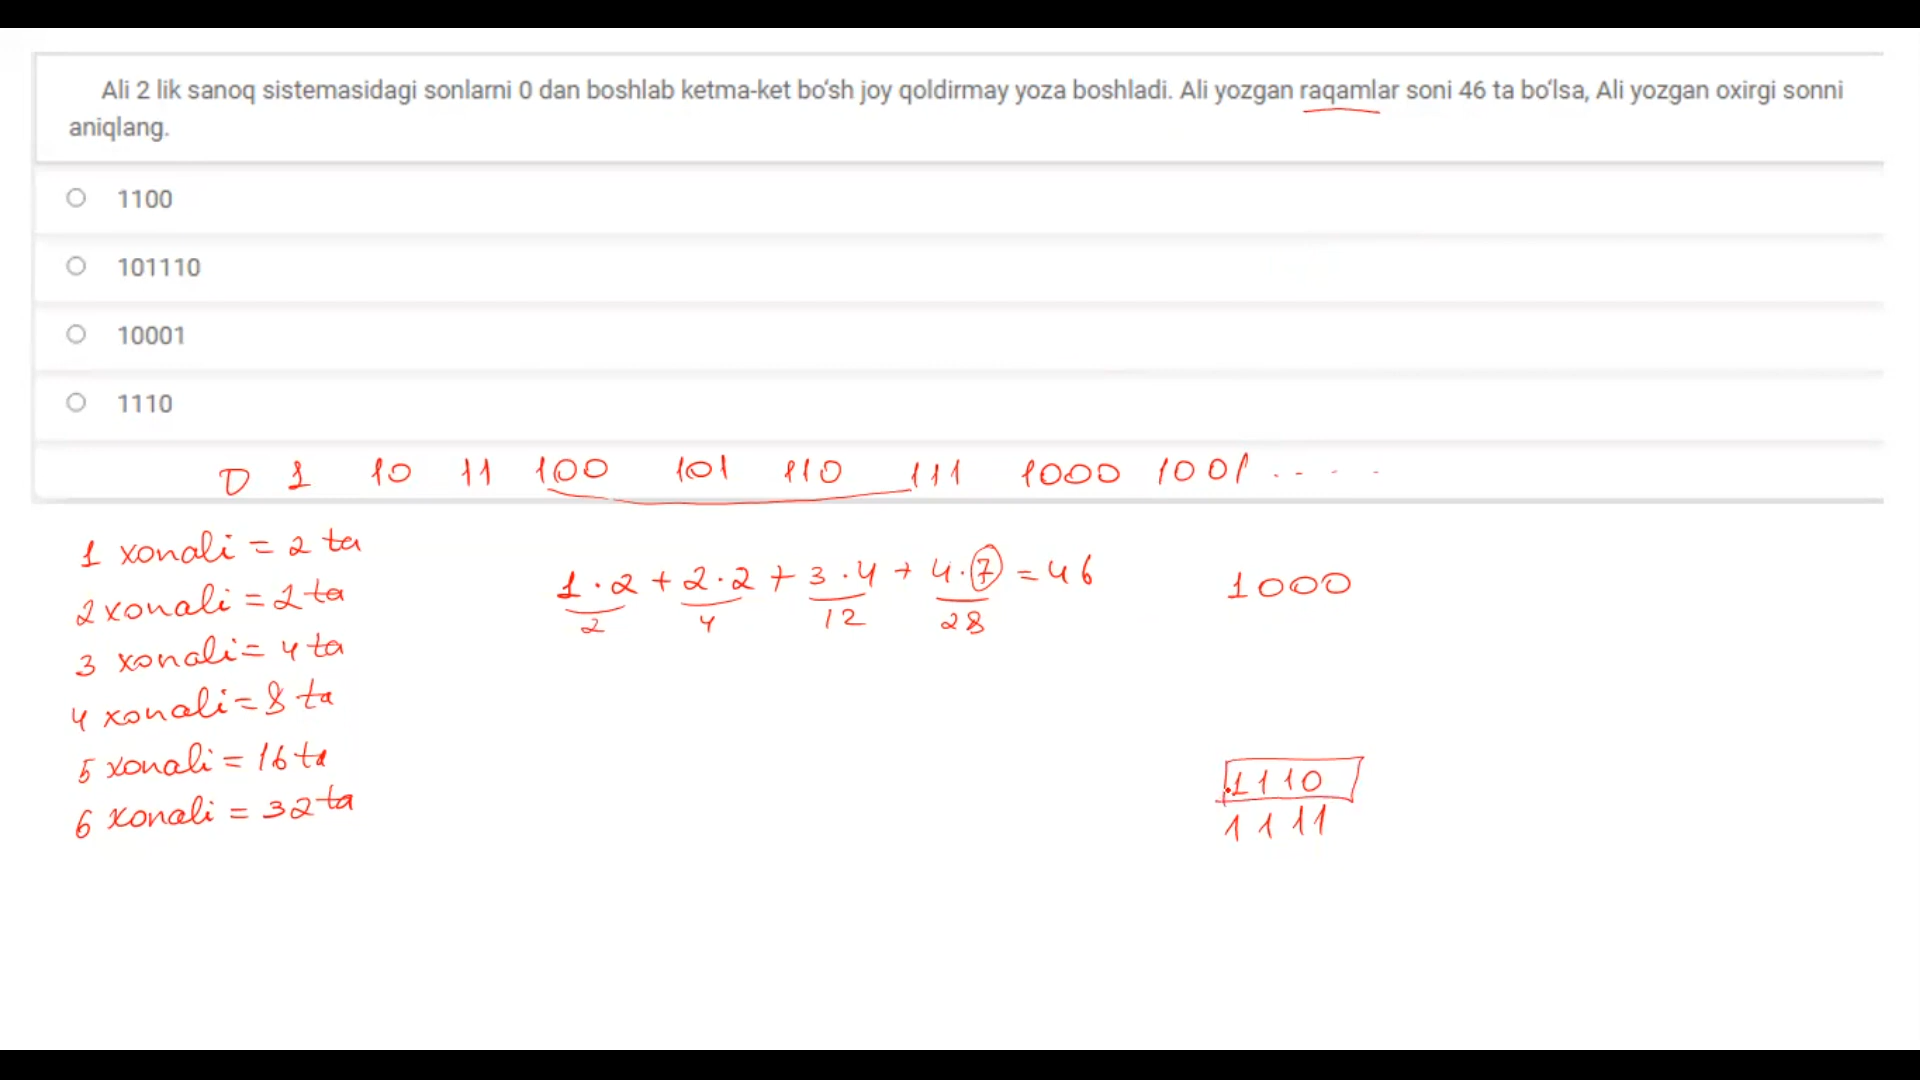 Ali 2 lik sanoq sistemasidagi sonlarni 0 dan boshlab ketma-ket bo‘sh joy qoldirmay yoza boshladi. Ali yozgan raqamlar soni 46 ta bo‘lsa, Ali yozgan oxirgi sonni
aniqlang.
1100
101110
10001
1110
0 1 10 11 100 101 110 111 1000 1001 . . . .
1 xonali = 2 ta
2 xonali = 2 ta
3 xonali = 4 ta
4 xonali = 8 ta
5 xonali = 16 ta
6 xonali = 32 ta
1 · 2 + 2 · 2 + 3 · 4 + 4 · 7 = 46
2 4 12 28
1000
1110
1111